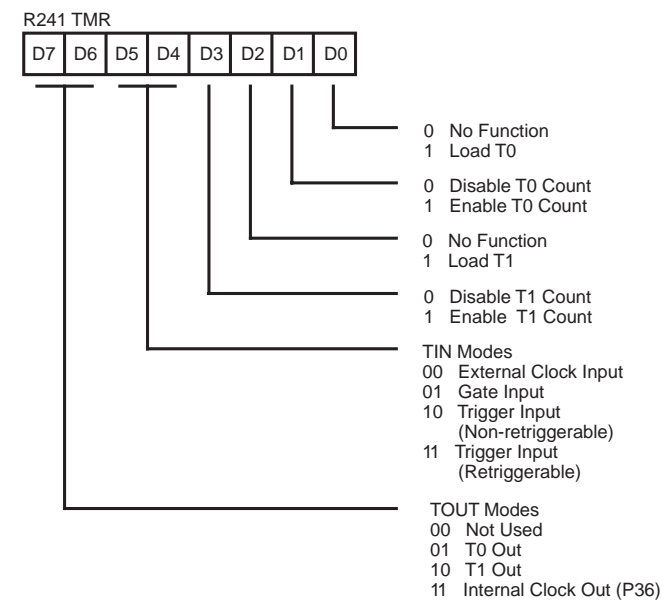 R241 TMR
D7 D6 D5 D4 D3 D2 D1 D0
0 No Function
1 Load T0
0 Disable T0 Count
1 Enable T0 Count
0 No Function
1 Load T1
0 Disable T1 Count
1 Enable T1 Count
TIN Modes
00 External Clock Input
01 Gate Input
10 Trigger Input
(Non-retriggerable)
11 Trigger Input
(Retriggerable)
TOUT Modes
00 Not Used
01 T0 Out
10 T1 Out
11 Internal Clock Out (P36)